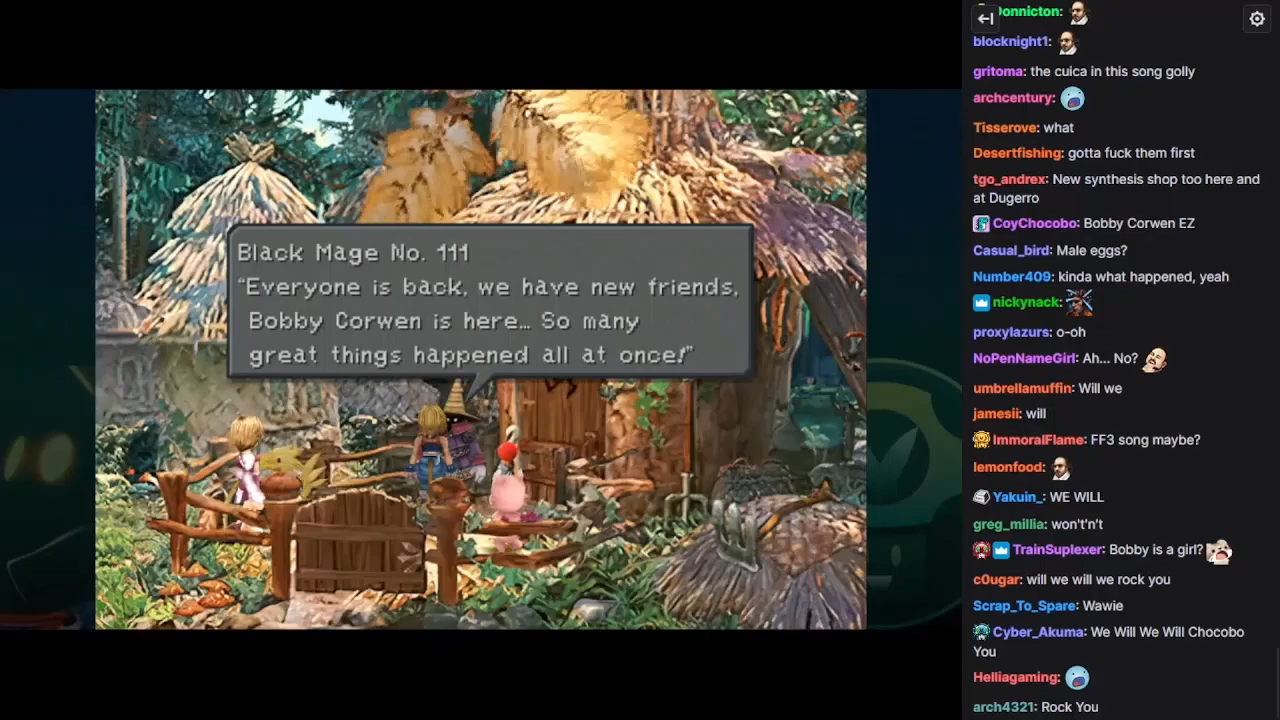 Black Mage No. 111
“Everyone is back, we have new friends,
Bobby Corwen is here… So many
great things happened all at once!”
Donnicton:
blocknight1:
gritoma: the cuica in this song golly
archcentury:
Tisserove: what
Desertfishing: gotta fuck them first
tgo_andrex: New synthesis shop too here and
at Dugerro
CoyChocobo: Bobby Corwen EZ
Casual_bird: Male eggs?
Number409: kinda what happened, yeah
nickynack:
proxylazurs: o-oh
NoPenNameGirl: Ah... No?
umbrellamuffin: Will we
jamesii: will
ImmoralFlame: FF3 song maybe?
lemonfood:
Yakuin_: WE WILL
greg_millia: won't'n't
TrainSuplexer: Bobby is a girl?
c0ugar: will we will we rock you
Scrap_To_Spare: Wawie
Cyber_Akuma: We Will We Will Chocobo
You
Helliagaming:
arch4321: Rock You